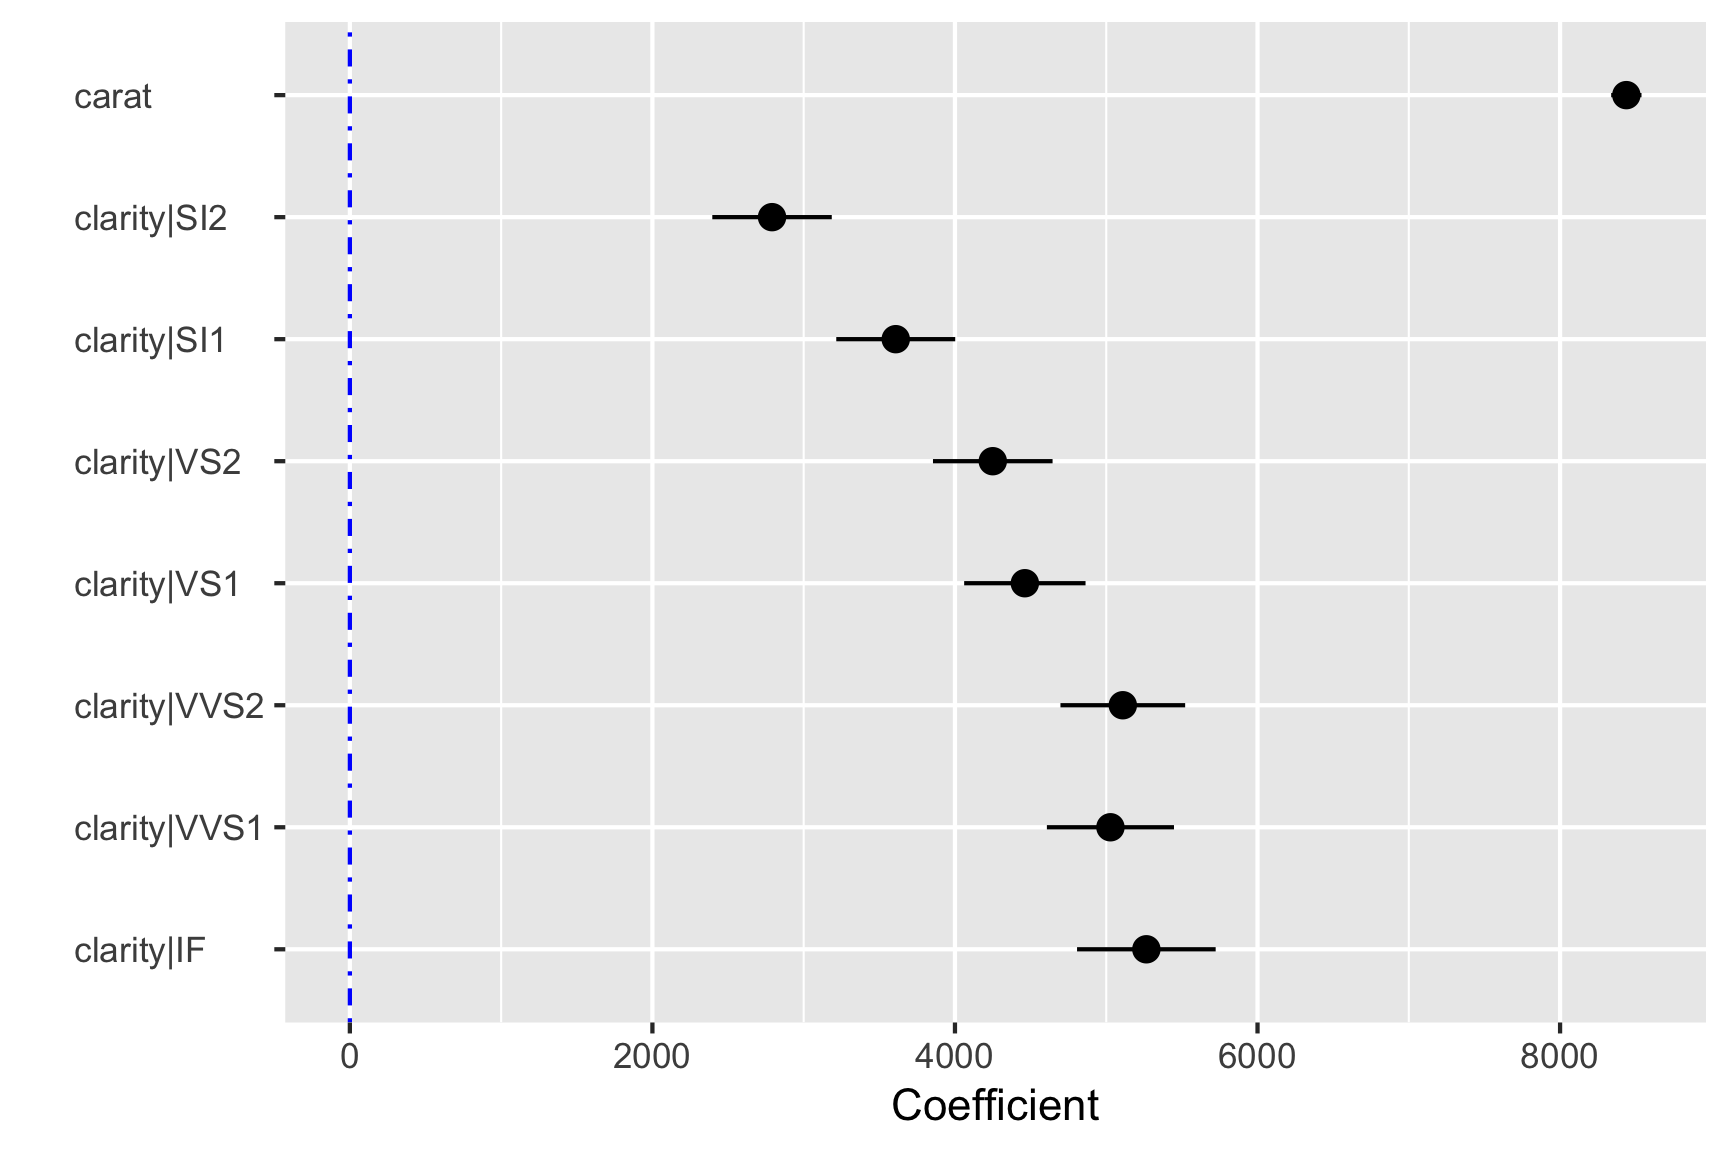 carat
clarity|SI2
clarity|SI1
clarity|VS2
clarity|VS1
clarity|VVS2
clarity|VVS1
clarity|IF
0 2000 4000 6000 8000
Coefficient